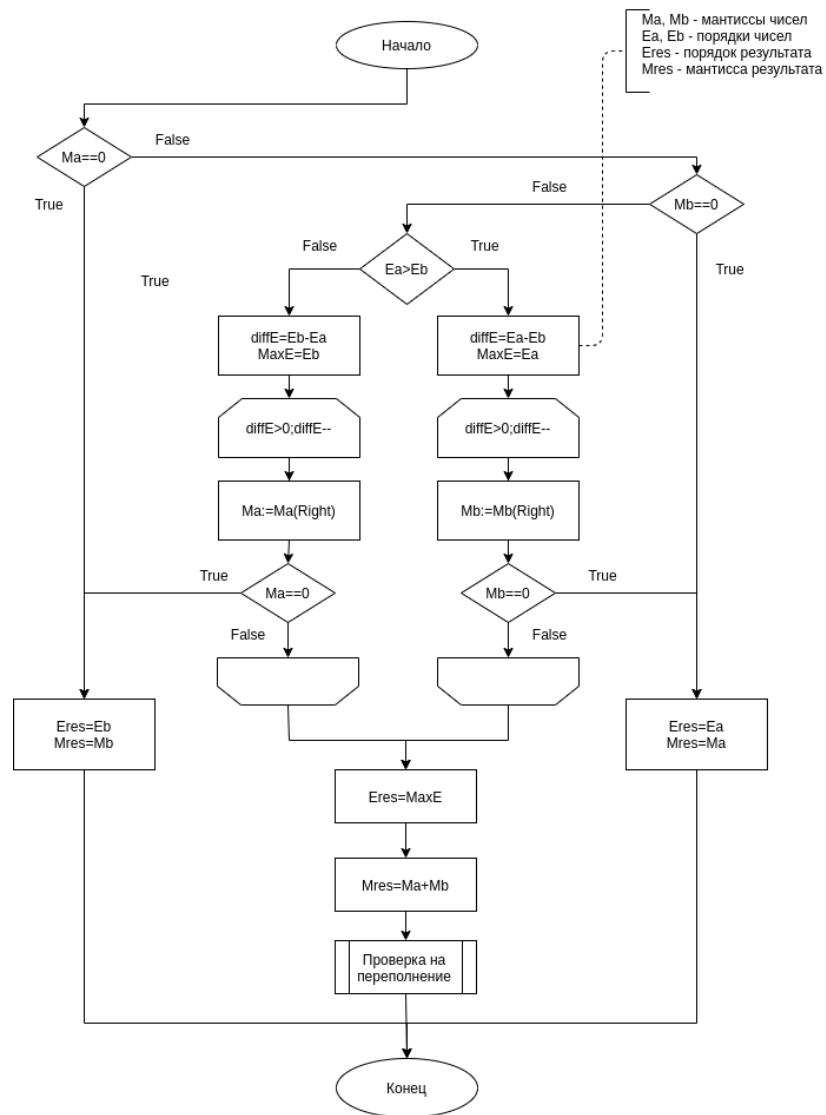 Начало
Ma, Mb - мантиссы чисел
Ea, Eb - порядки чисел
Eres - порядок результата
Mres - мантисса результата
Ma==0
False
True
Mb==0
False
True
Ea>Eb
False
True
True
diffE=Eb-Ea
MaxE=Eb
diffE=Ea-Eb
MaxE=Ea
diffE>0;diffE--
diffE>0;diffE--
Ma:=Ma(Right)
Mb:=Mb(Right)
True
Ma==0
False
Mb==0
True
False
Eres=Eb
Mres=Mb
Eres=Ea
Mres=Ma
Eres=MaxE
Mres=Ma+Mb
Проверка на
переполнение
Конец